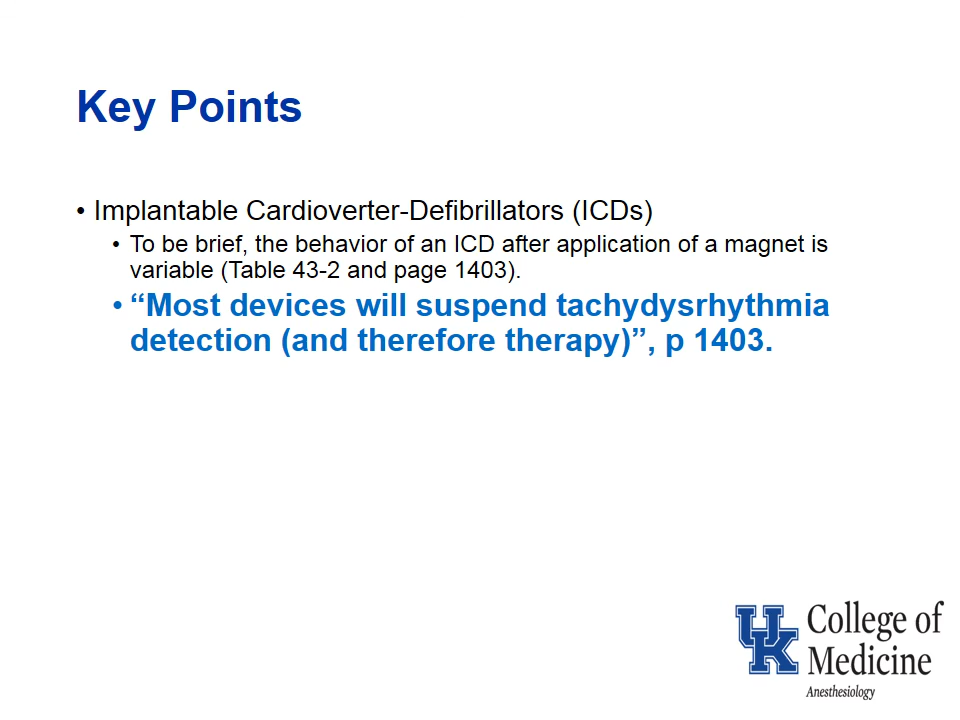 Key Points
• Implantable Cardioverter-Defibrillators (ICDs)
• To be brief, the behavior of an ICD after application of a magnet is
variable (Table 43-2 and page 1403).
• “Most devices will suspend tachydysrhythmia
detection (and therefore therapy)”, p 1403.
UK
College of
Medicine
Anesthesiology